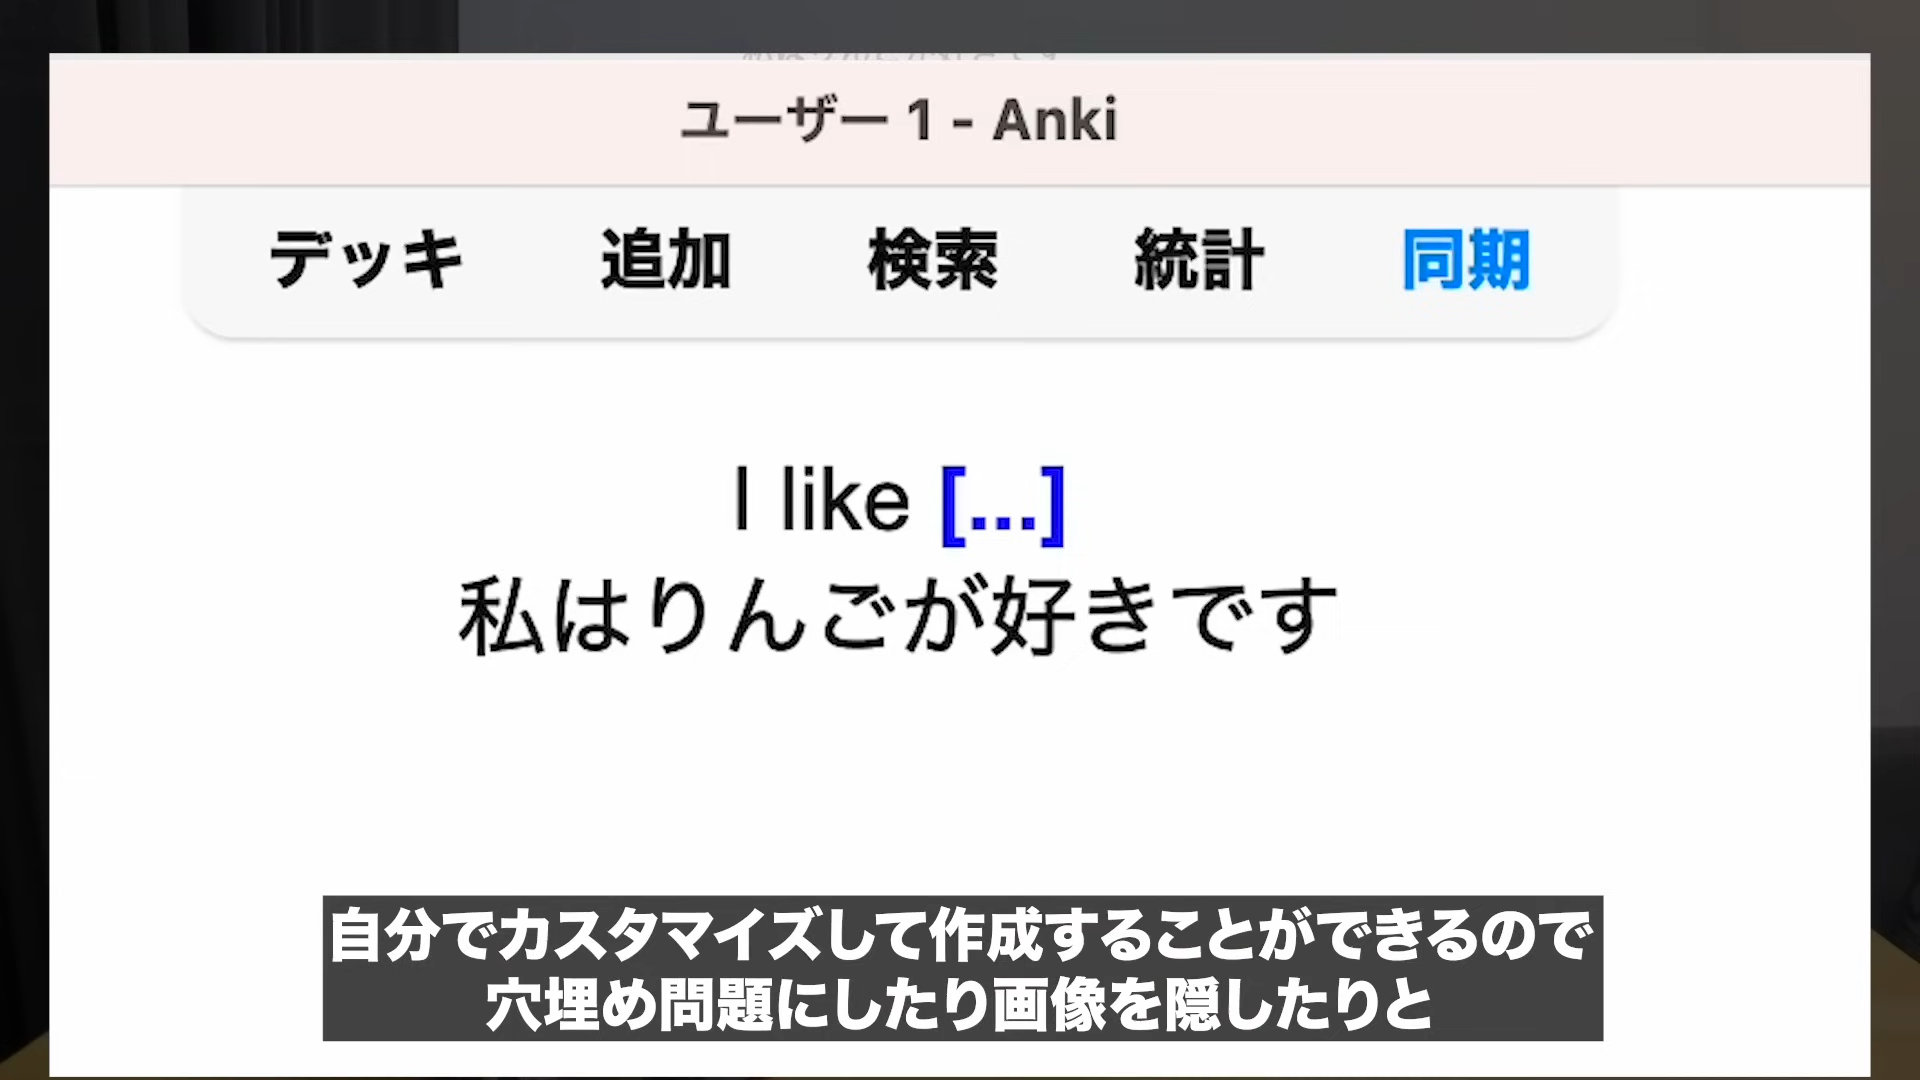 ユーザー 1 - Anki
デッキ 追加 検索 統計 同期
I like [...]
私はりんごが好きです
自分でカスタマイズして作成することができるので
穴埋め問題にしたり画像を隠したりと